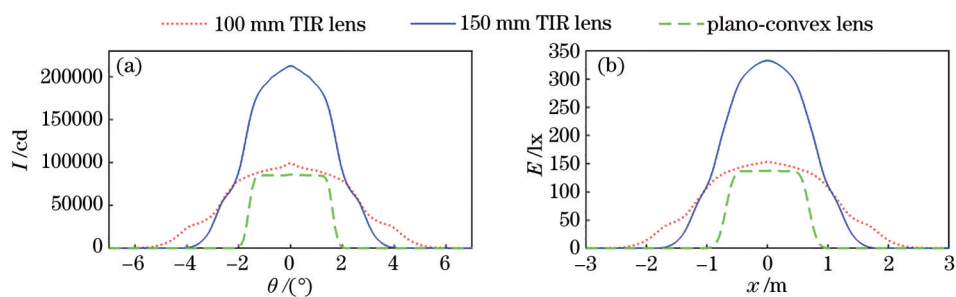 100 mm TIR lens 150 mm TIR lens plano-convex lens
(a)
200000
150000
100000
50000
0
I /cd
−6 −4 −2 0 2 4 6
θ /(°)
(b)
350
300
250
200
150
100
50
0
E /lx
−3 −2 −1 0 1 2 3
x /m